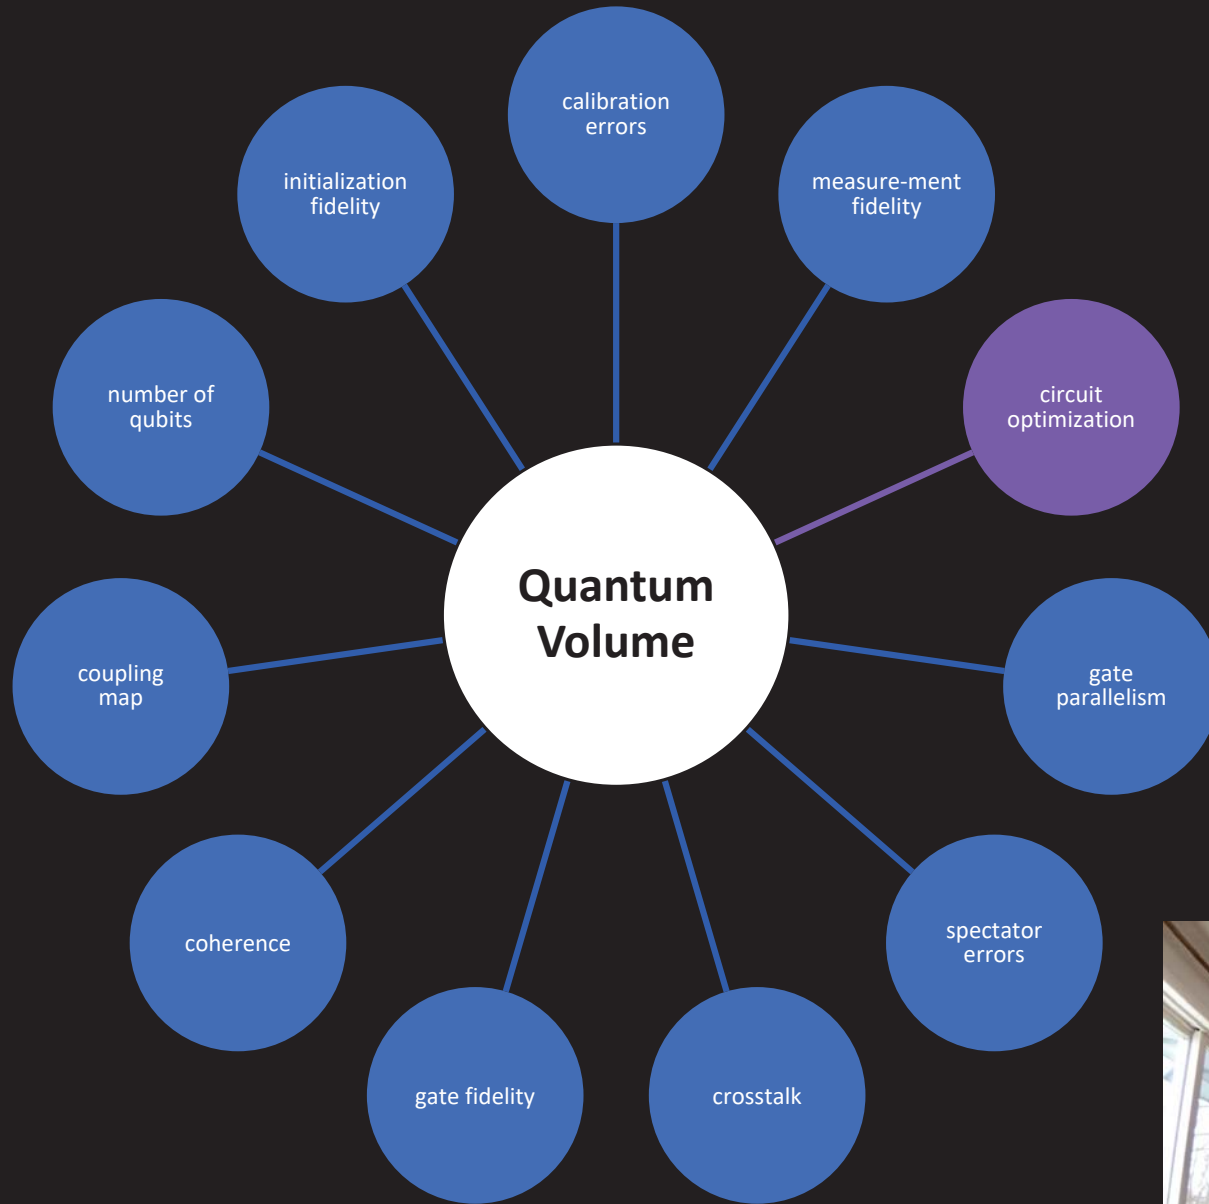 calibration
errors
initialization
fidelity
measure-ment
fidelity
number of
qubits
circuit
optimization
Quantum
Volume
coupling
map
gate
parallelism
coherence
spectator
errors
gate fidelity
crosstalk